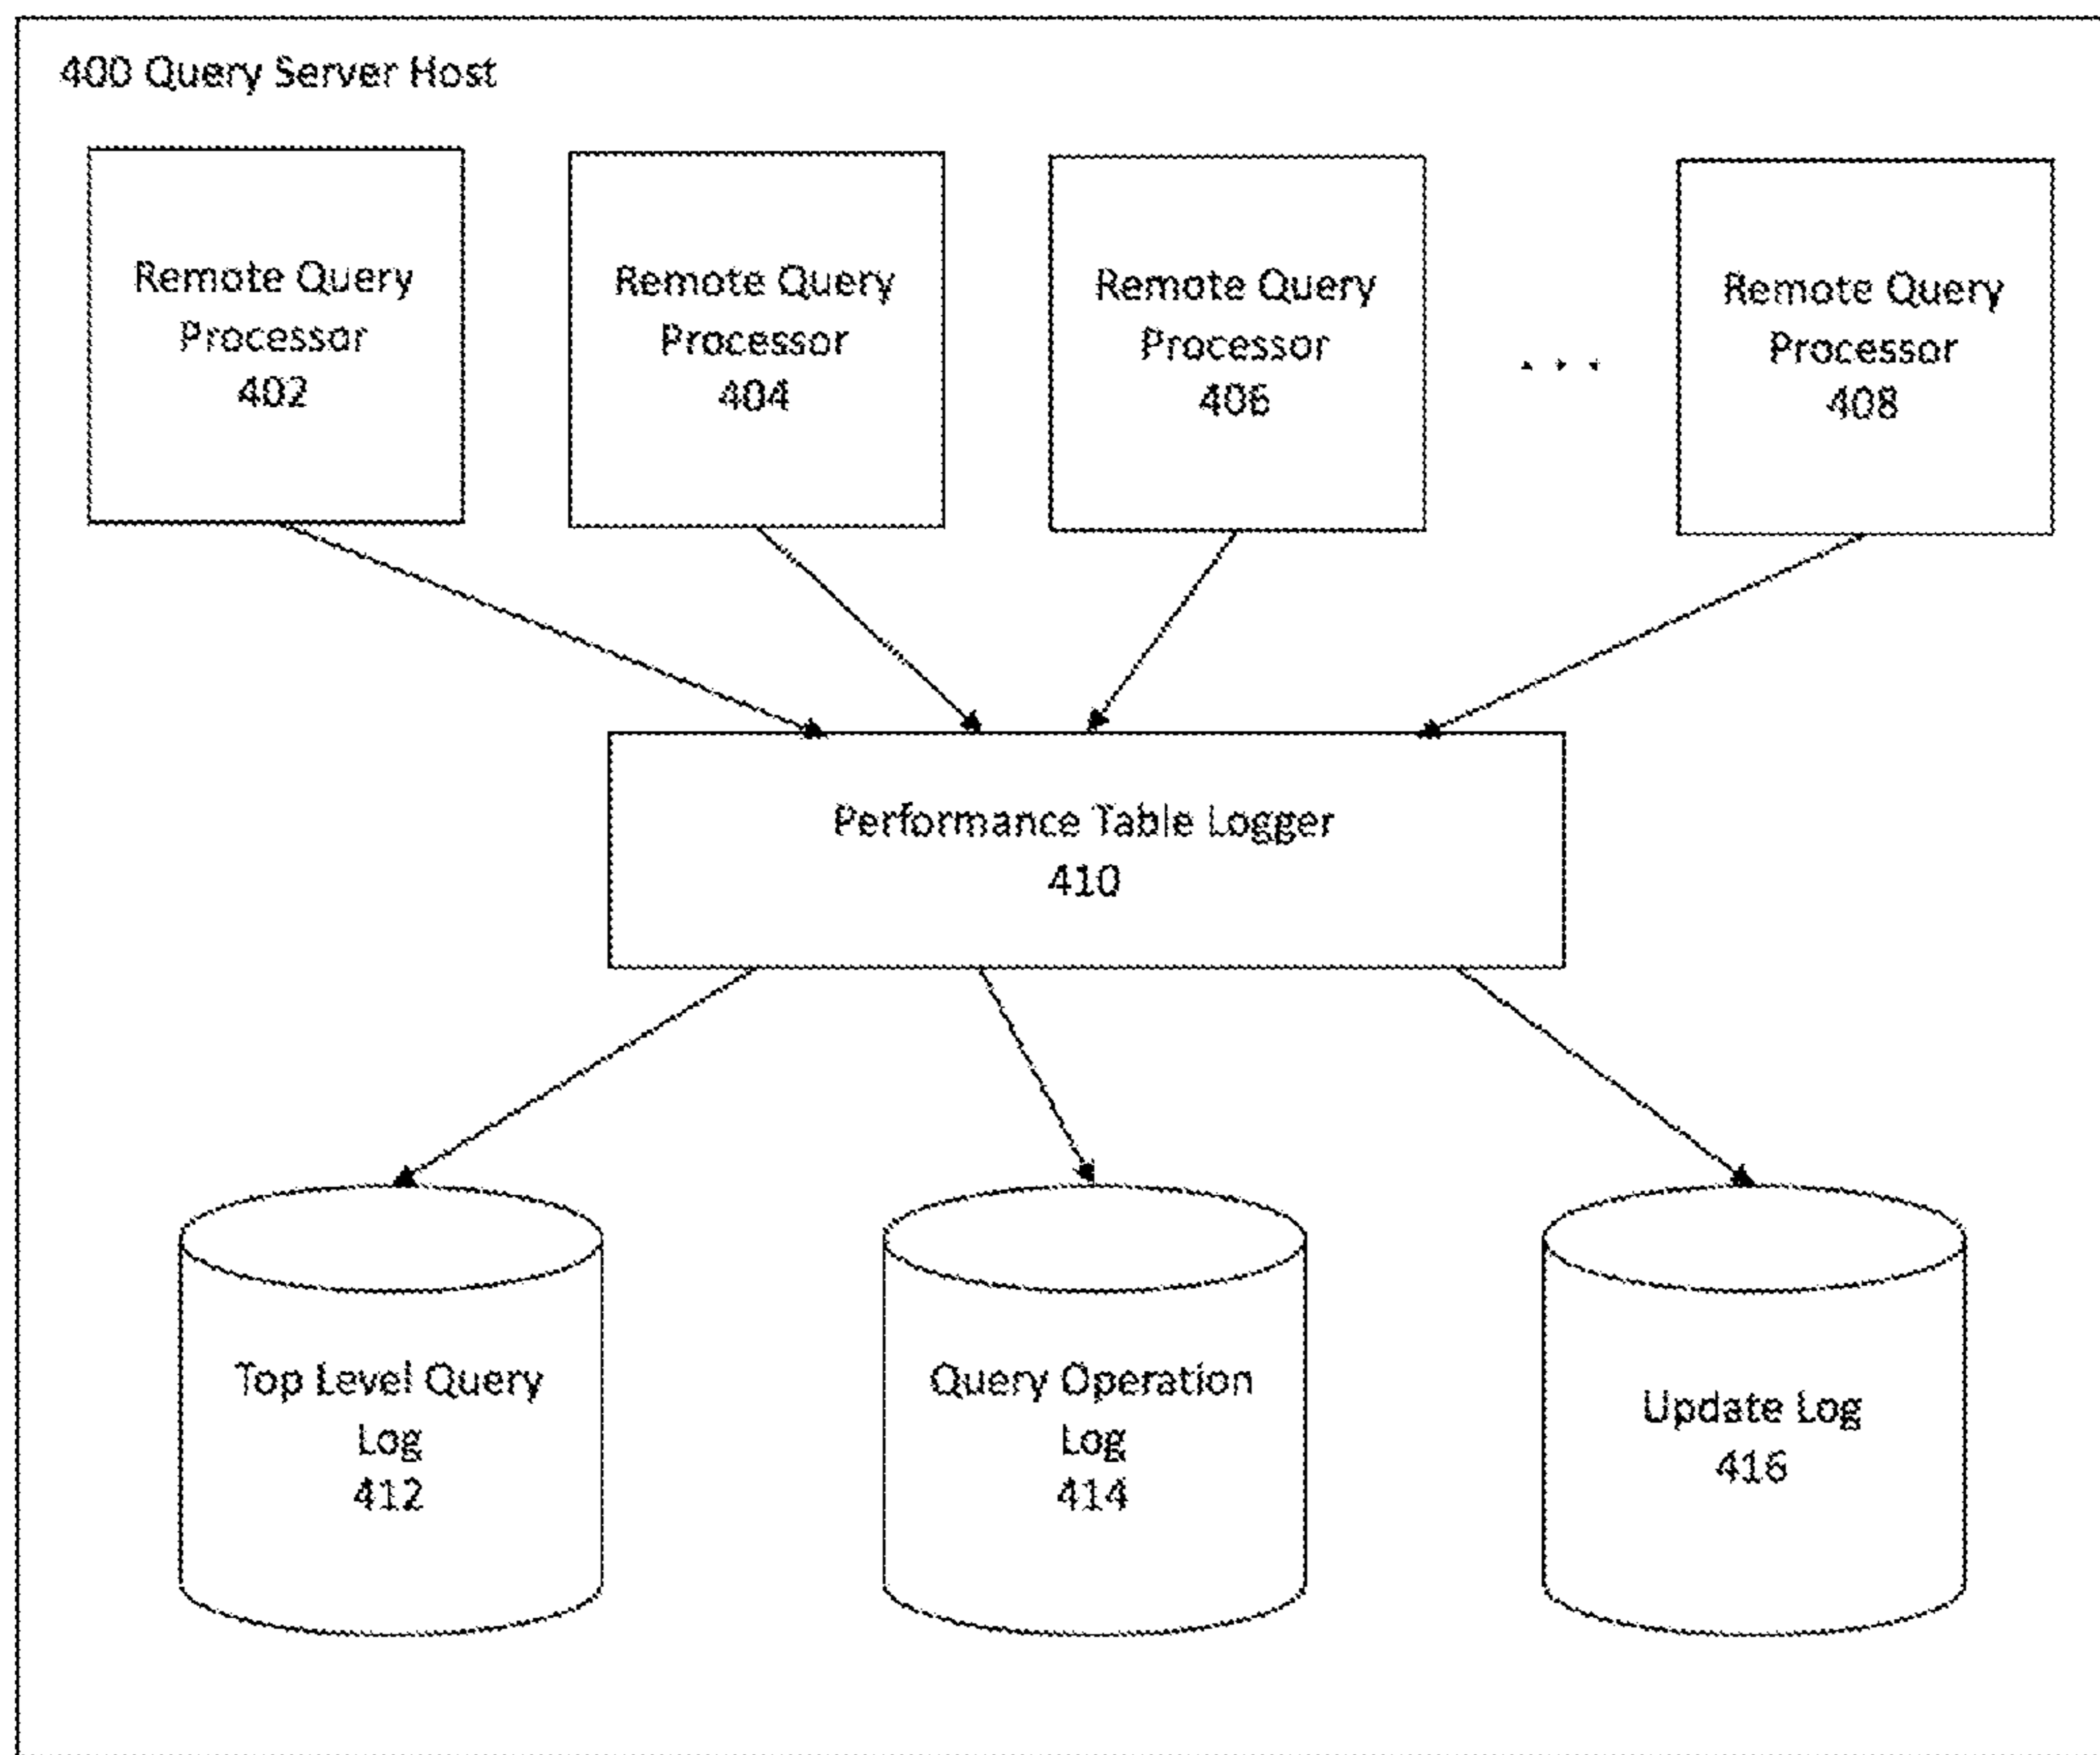 400 Query Server Host
Remote Query
Processor
402
Remote Query
Processor
404
Remote Query
Processor
406
. . .
Remote Query
Processor
408
Performance Table Logger
410
Top Level Query
Log
412
Query Operation
Log
414
Update Log
416